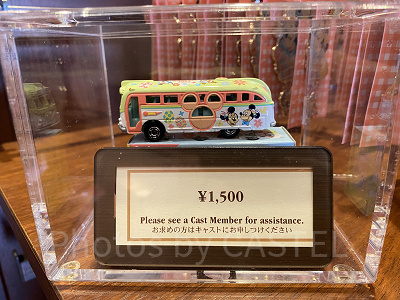 ¥1,500
Please see a Cast Member for assistance.
お求めの方はキャストにお申しつけください
Photos by CASTEL